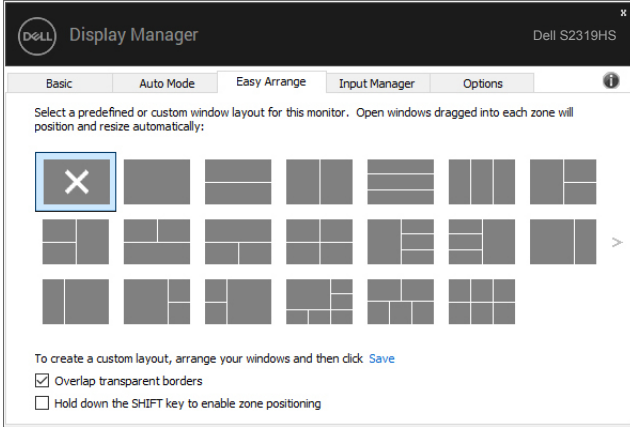 x
DELL Display Manager
Dell S2319HS
Basic Auto Mode Easy Arrange Input Manager Options
Select a predefined or custom window layout for this monitor. Open windows dragged into each zone will
position and resize automatically:
To create a custom layout, arrange your windows and then click Save
Overlap transparent borders
Hold down the SHIFT key to enable zone positioning